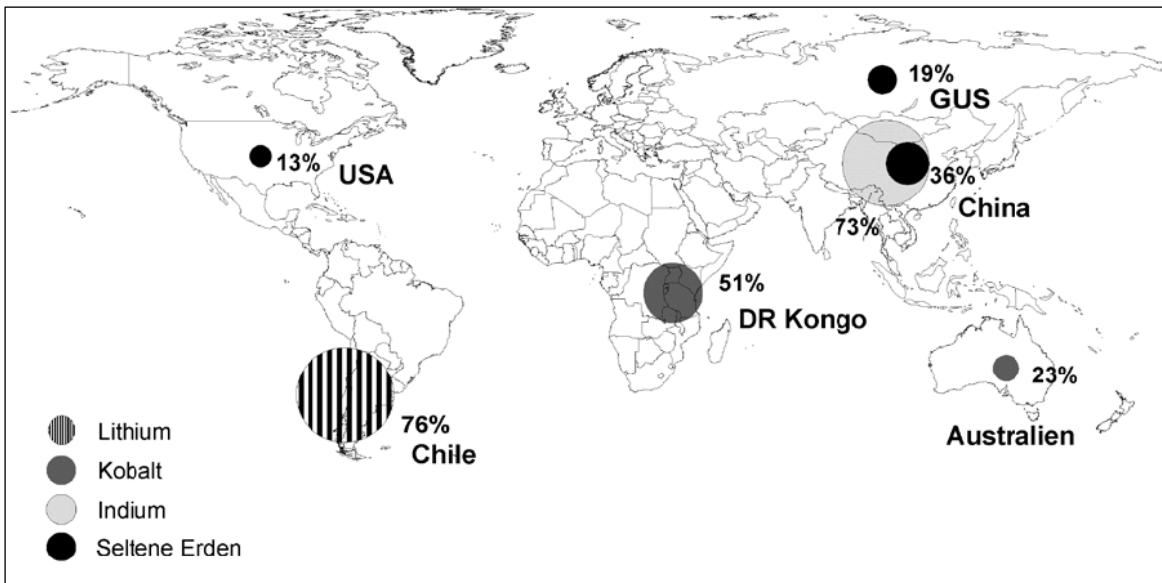 19%
GUS
13%
USA
36%
China
73%
51%
DR Kongo
23%
Australien
76%
Chile
Lithium
Kobalt
Indium
Seltene Erden